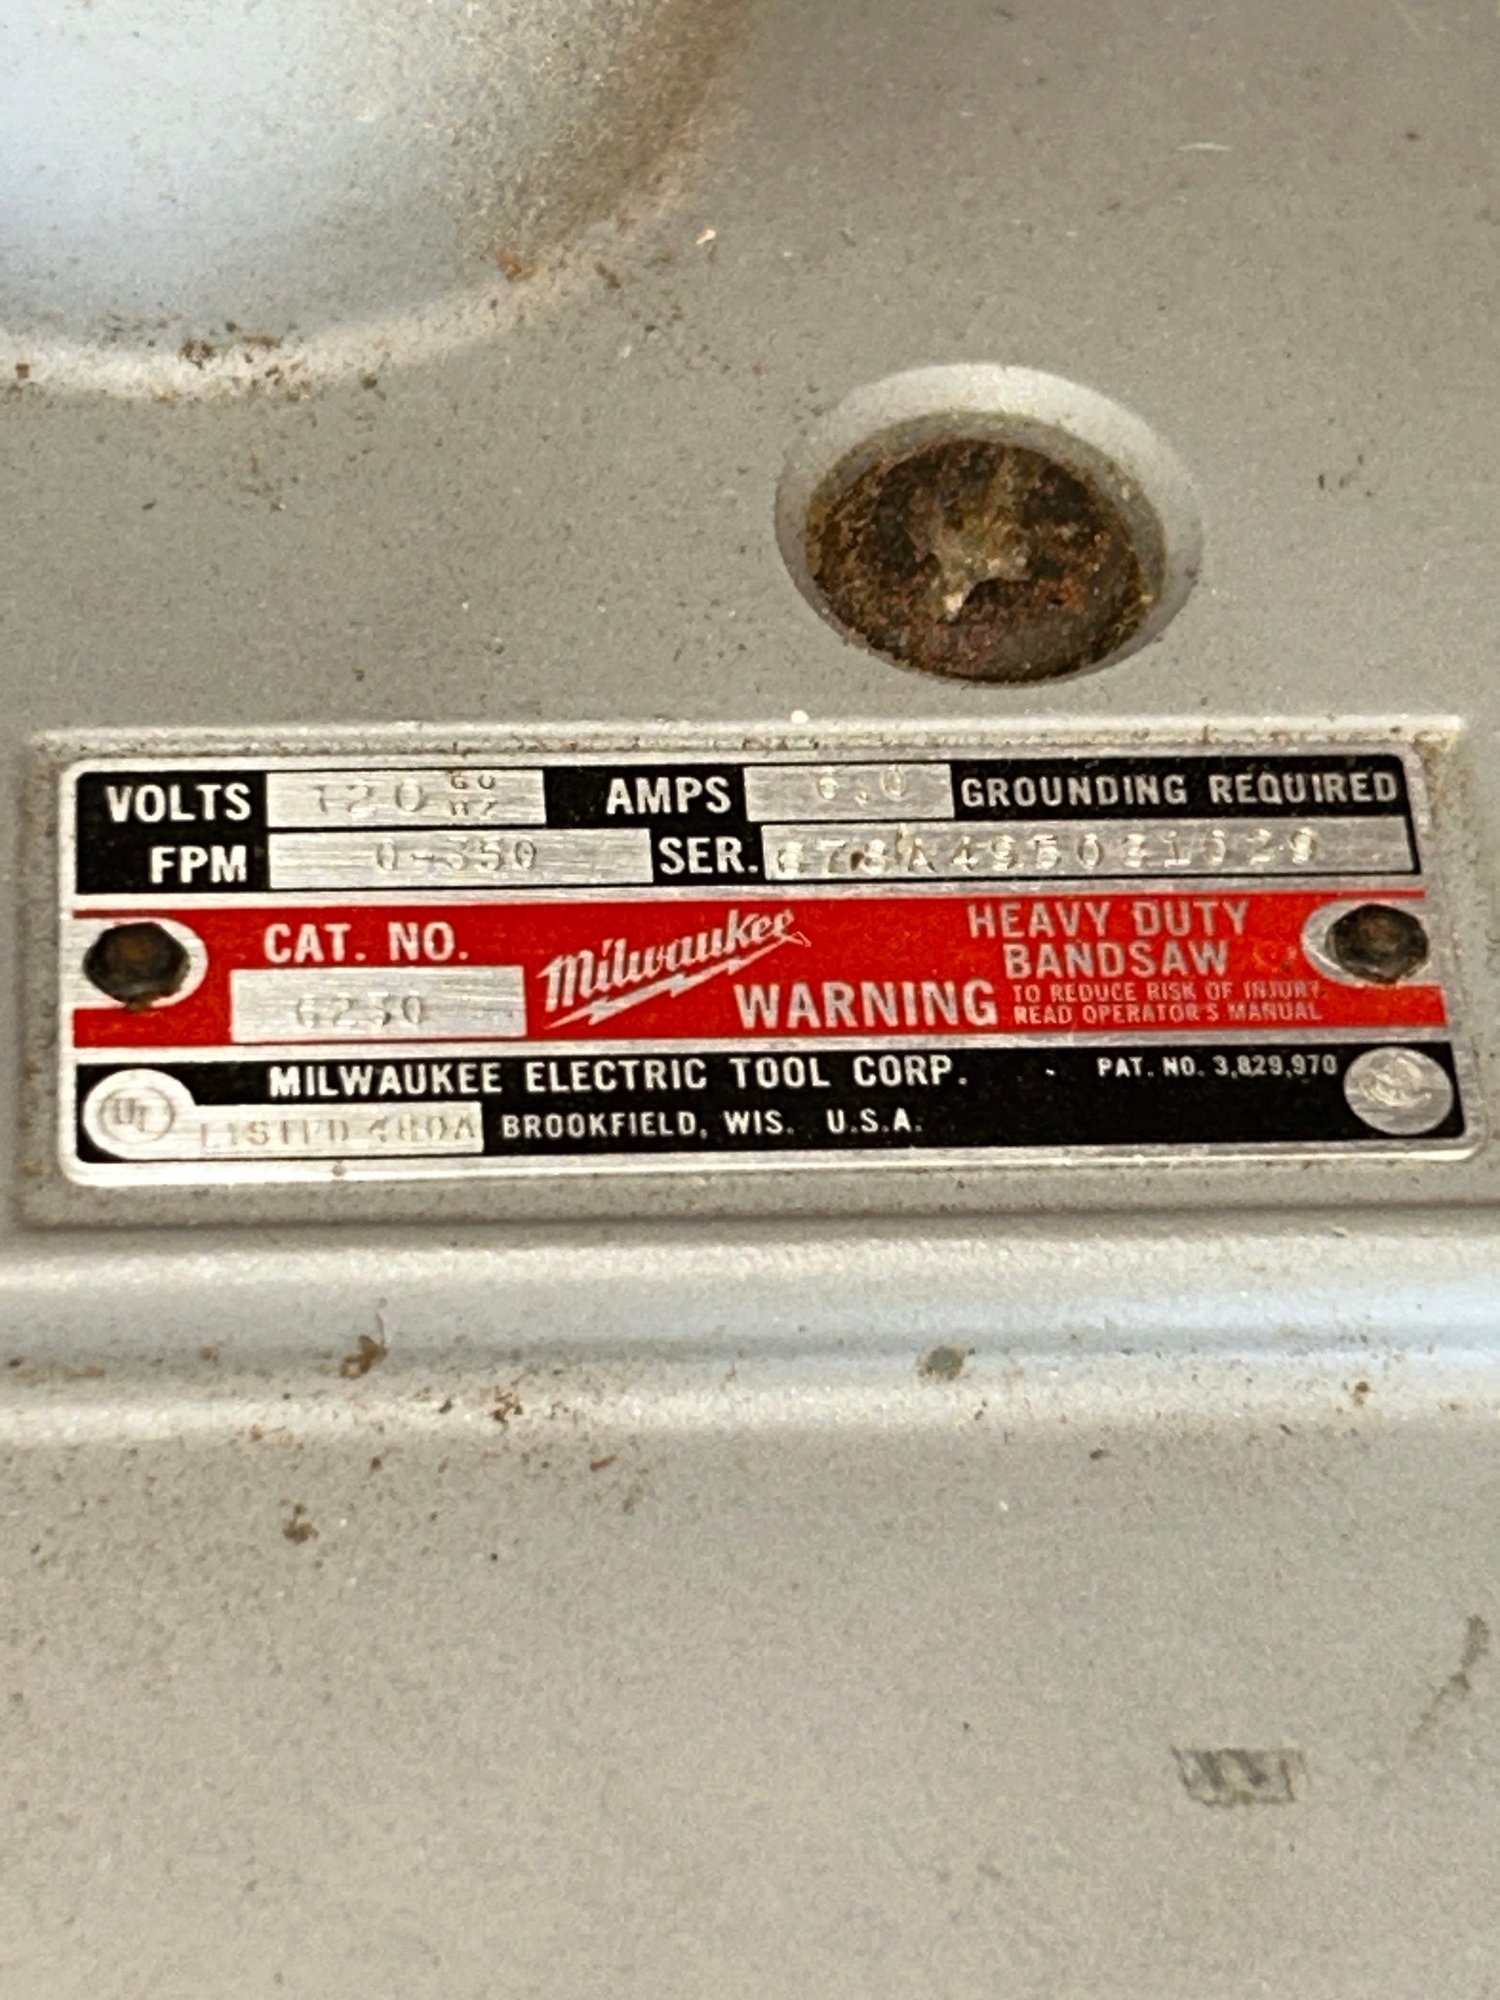 VOLTS 120 60 HZ AMPS 6.0 GROUNDING REQUIRED
FPM 0-350 SER.
CAT. NO. Milwaukee HEAVY DUTY
BANDSAW
6230 WARNING TO REDUCE RISK OF INJURY
READ OPERATOR'S MANUAL
MILWAUKEE ELECTRIC TOOL CORP. PAT. NO. 3,829,970
UL LISTED 480A BROOKFIELD, WIS. U.S.A.